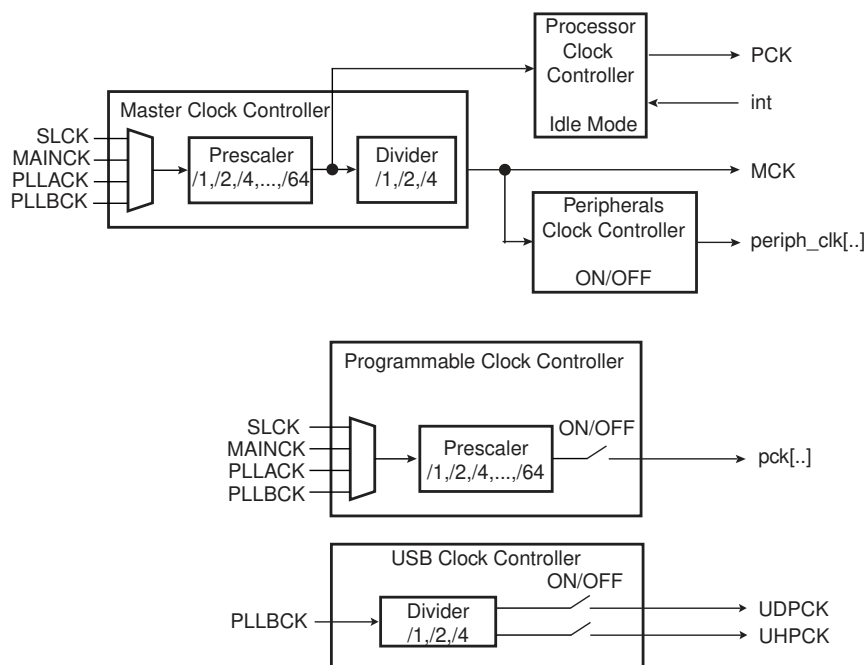 Processor
Clock
Controller
Idle Mode
PCK
int
Master Clock Controller
SLCK
MAINCK
PLLACK
PLLBCK
Prescaler
/1,/2,/4,...,/64
Divider
/1,/2,/4
MCK
Peripherals
Clock Controller
ON/OFF
periph_clk[..]
Programmable Clock Controller
SLCK
MAINCK
PLLACK
PLLBCK
Prescaler
/1,/2,/4,...,/64
ON/OFF
pck[..]
USB Clock Controller
ON/OFF
PLLBCK
Divider
/1,/2,/4
UDPCK
UHPCK